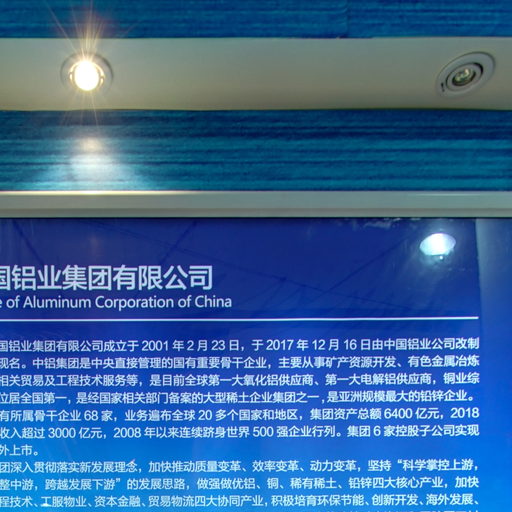 国铝业集团有限公司
e of Aluminum Corporation of China
国铝业集团有限公司成立于 2001 年 2 月 23 日，于 2017 年 12 月 16 日由中国铝业公司改制
现名。中铝集团是中央直接管理的国有重要骨干企业，主要从事矿产资源开发、有色金属冶炼
相关贸易及工程技术服务等，是目前全球第一大氧化铝供应商、第一大电解铝供应商，铜业综
位居全国第一，是经国家相关部门备案的大型稀土企业集团之一，是亚洲规模最大的铅锌企业。
有所属骨干企业 68 家，业务遍布全球 20 多个国家和地区，集团资产总额 6400 亿元，2018
收入超过 3000 亿元，2008 年以来连续跻身世界 500 强企业行列。集团 6 家控股子公司实现
外上市。
团深入贯彻落实新发展理念，加快推动质量变革、效率变革、动力变革，坚持“科学掌控上游，
整中游，跨越发展下游”的发展思路，做强做优铝、铜、稀有稀土、铅锌四大核心产业，加快
程技术、工服物业、资本金融、贸易物流四大协同产业，积极培育环保节能、创新开发、海外发展、